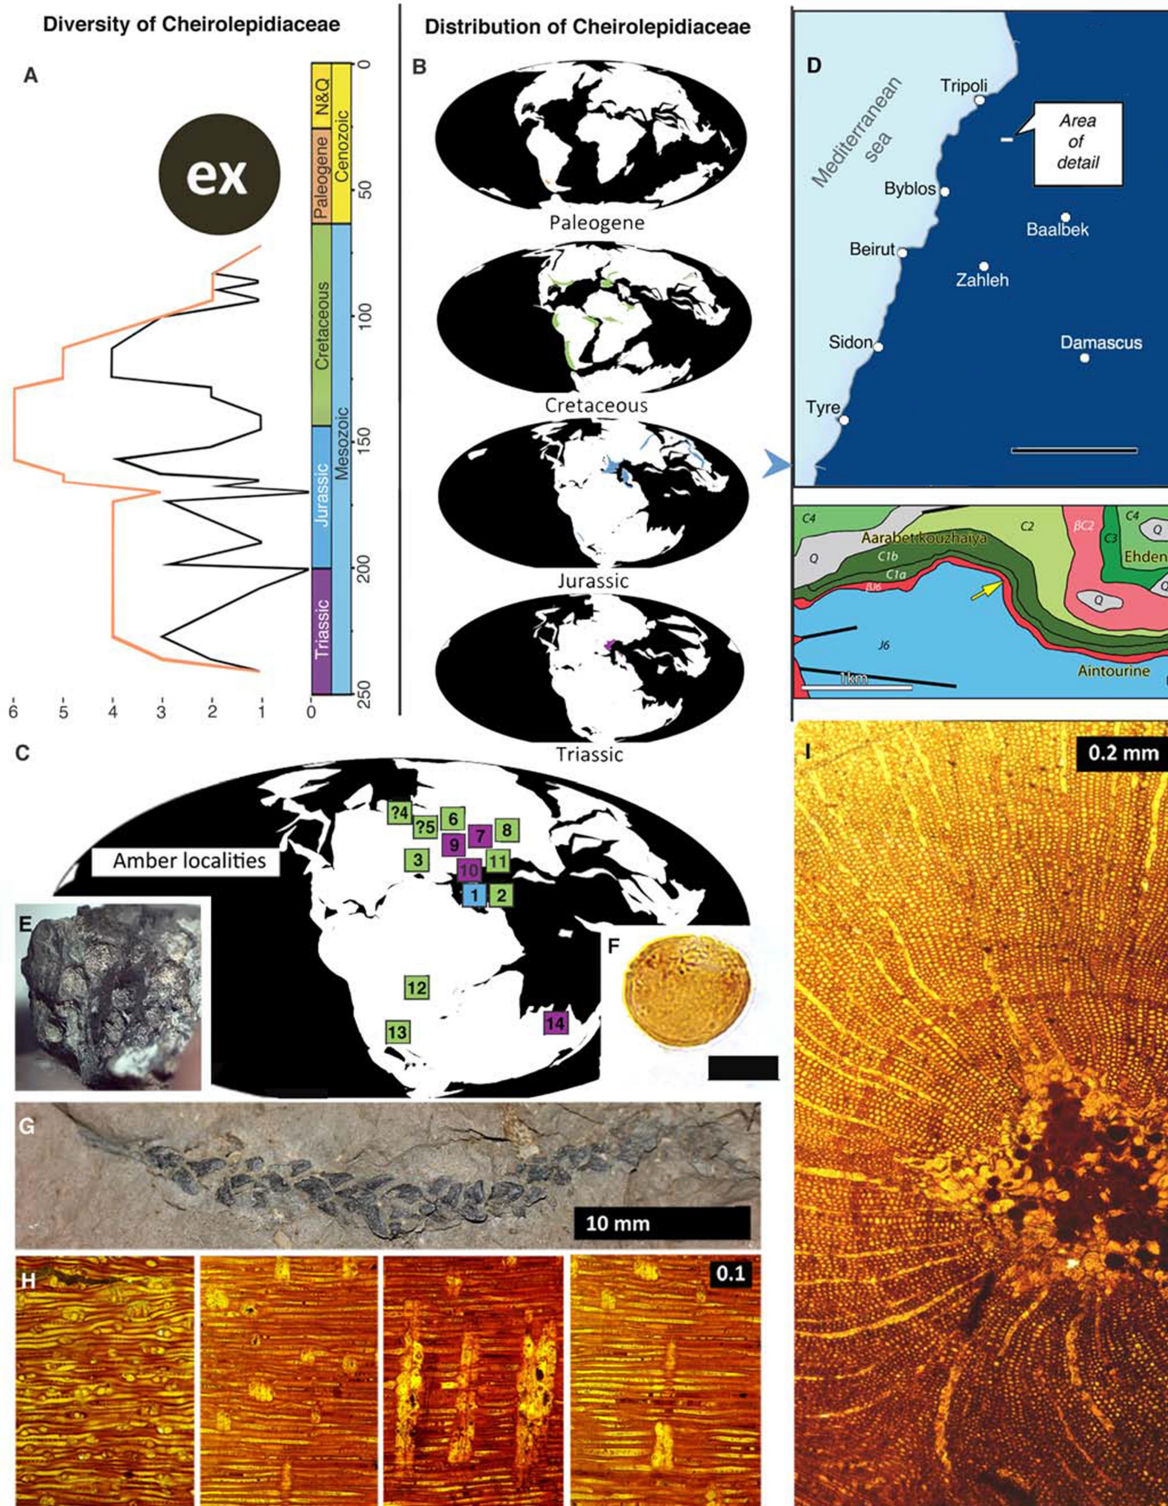 Diversity of Cheirolepidiaceae
A
ex
N&Q
Cenozoic
Paleogene
Cretaceous
Mesozoic
Jurassic
Triassic
0
50
100
150
200
250
6 5 4 3 2 1 0
Distribution of Cheirolepidiaceae
B
Paleogene
Cretaceous
Jurassic
Triassic
D
Mediterranean
sea
Tripoli
Area
of
detail
Byblos
Baalbek
Beirut
Zahleh
Sidon
Damascus
Tyre
C4
C2
βC2
C4
Q
Aarabet kouzhaiya
C3
Q
C1b
Ehden
C1a
βJ6
Q
Q
J6
Aintourine
1km
C
Amber localities
?4
?5
6
7
8
9
3
10
11
1
2
12
13
14
E
F
G
10 mm
H
0.1
I
0.2 mm